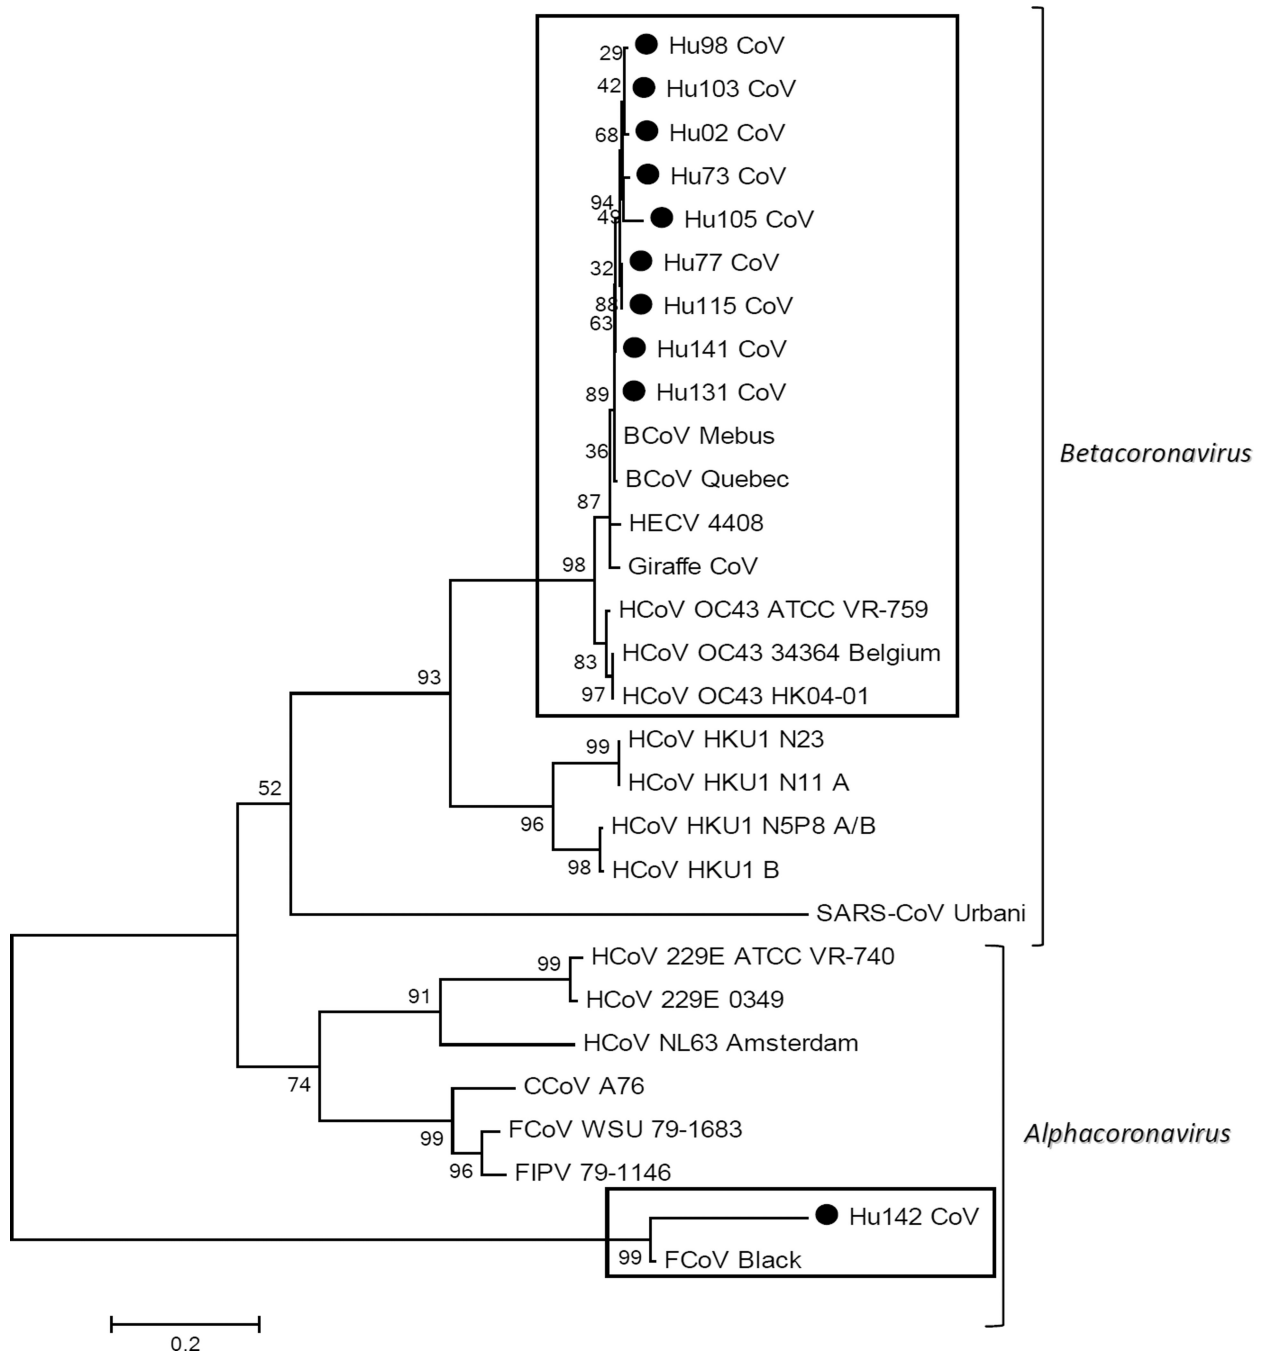 29
Hu98 CoV
42
Hu103 CoV
68
Hu02 CoV
Hu73 CoV
94
49
Hu105 CoV
32
Hu77 CoV
88
Hu115 CoV
63
Hu141 CoV
89
Hu131 CoV
36
BCoV Mebus
BCoV Quebec
Betacoronavirus
87
HECV 4408
98
Giraffe CoV
HCoV OC43 ATCC VR-759
83
HCoV OC43 34364 Belgium
93
97
HCoV OC43 HK04-01
99
HCoV HKU1 N23
HCoV HKU1 N11 A
52
96
HCoV HKU1 N5P8 A/B
98
HCoV HKU1 B
SARS-CoV Urbani
99
HCoV 229E ATCC VR-740
91
HCoV 229E 0349
HCoV NL63 Amsterdam
74
CCoV A76
99
FCoV WSU 79-1683
Alphacoronavirus
96
FIPV 79-1146
Hu142 CoV
99
FCoV Black
0.2